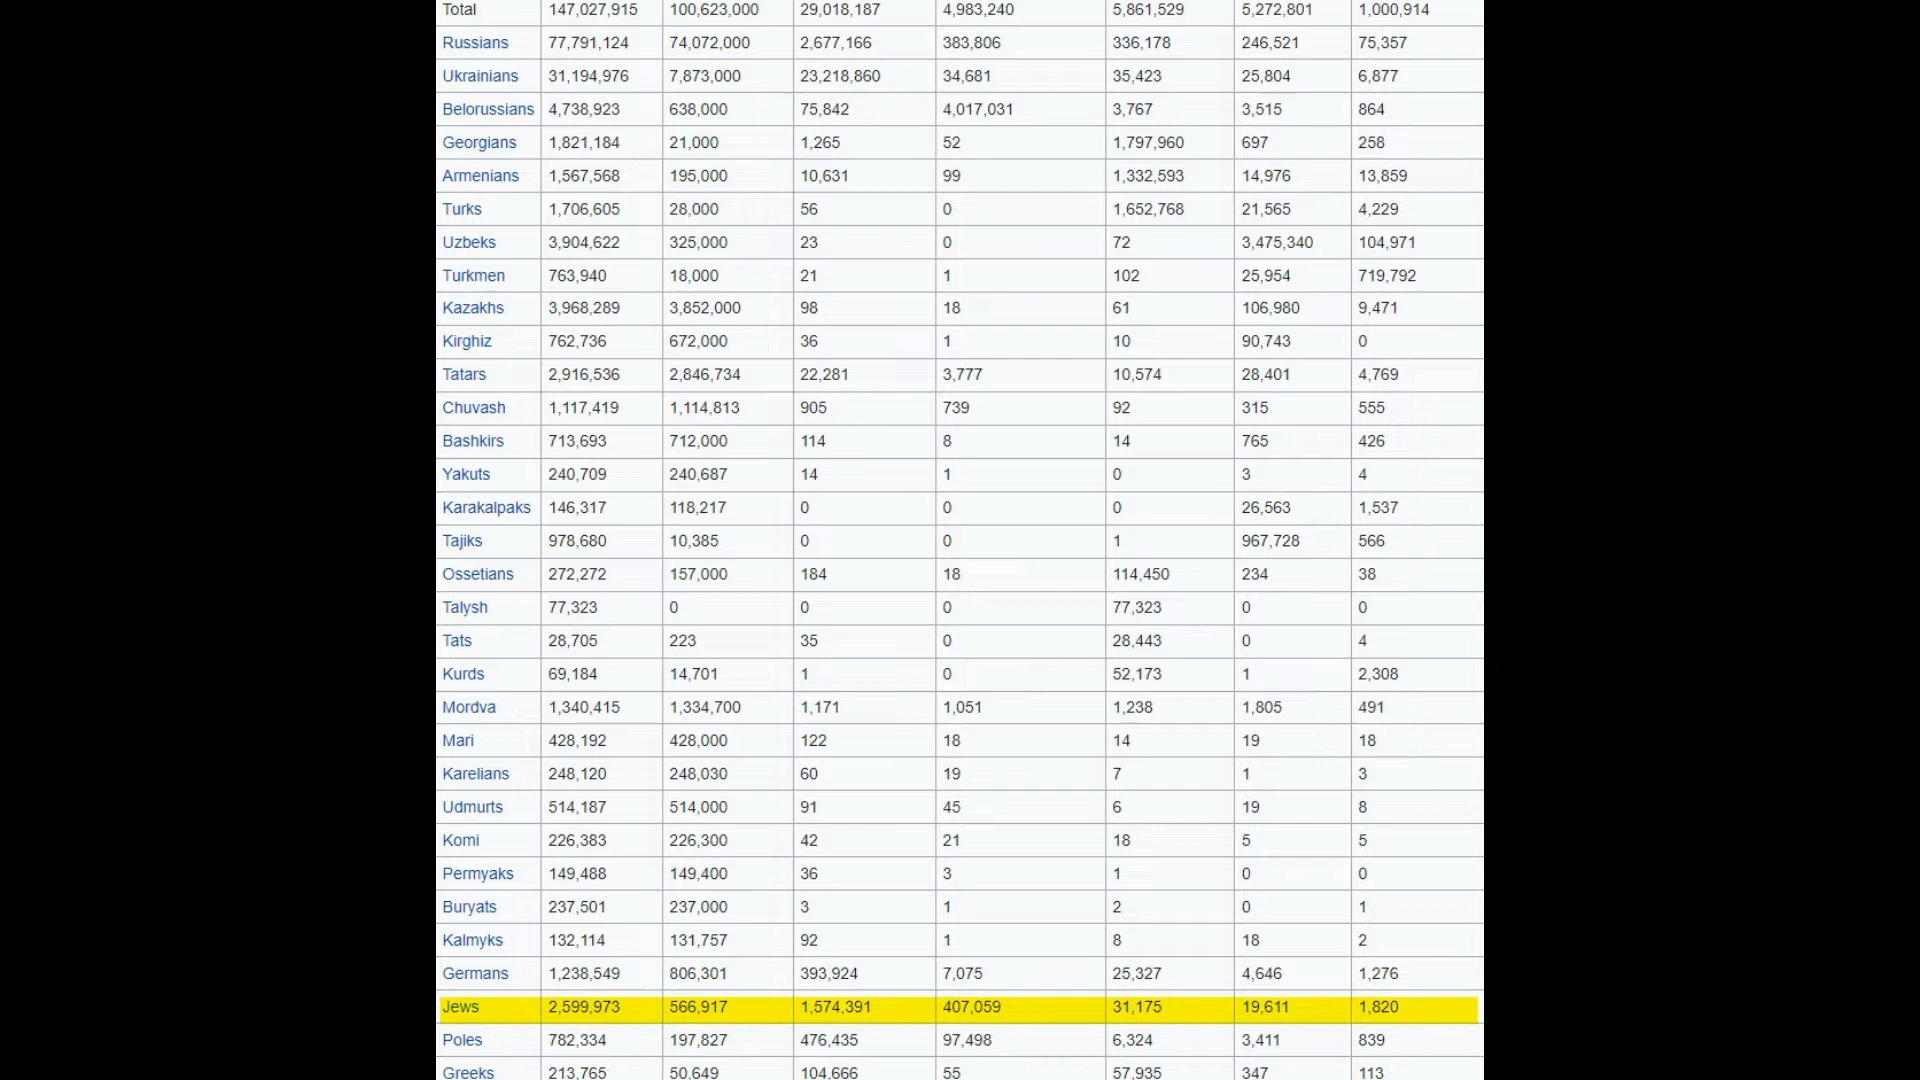 Total 147,027,915 100,623,000 29,018,187 4,983,240 5,861,529 5,272,801 1,000,914
Russians 77,791,124 74,072,000 2,677,166 383,806 336,178 246,521 75,357
Ukrainians 31,194,976 7,873,000 23,218,860 34,681 35,423 25,804 6,877
Belorussians 4,738,923 638,000 75,842 4,017,031 3,767 3,515 864
Georgians 1,821,184 21,000 1,265 52 1,797,960 697 258
Armenians 1,567,568 195,000 10,631 99 1,332,593 14,976 13,859
Turks 1,706,605 28,000 56 0 1,652,768 21,565 4,229
Uzbeks 3,904,622 325,000 23 0 72 3,475,340 104,971
Turkmen 763,940 18,000 21 1 102 25,954 719,792
Kazakhs 3,968,289 3,852,000 98 18 61 106,980 9,471
Kirghiz 762,736 672,000 36 1 10 90,743 0
Tatars 2,916,536 2,846,734 22,281 3,777 10,574 28,401 4,769
Chuvash 1,117,419 1,114,813 905 739 92 315 555
Bashkirs 713,693 712,000 114 8 14 765 426
Yakuts 240,709 240,687 14 1 0 3 4
Karakalpaks 146,317 118,217 0 0 0 26,563 1,537
Tajiks 978,680 10,385 0 0 1 967,728 566
Ossetians 272,272 157,000 184 18 114,450 234 38
Talysh 77,323 0 0 0 77,323 0 0
Tats 28,705 223 35 0 28,443 0 4
Kurds 69,184 14,701 1 0 52,173 1 2,308
Mordva 1,340,415 1,334,700 1,171 1,051 1,238 1,805 491
Mari 428,192 428,000 122 18 14 19 18
Karelians 248,120 248,030 60 19 7 1 3
Udmurts 514,187 514,000 91 45 6 19 8
Komi 226,383 226,300 42 21 18 5 5
Permyaks 149,488 149,400 36 3 1 0 0
Buryats 237,501 237,000 3 1 2 0 1
Kalmyks 132,114 131,757 92 1 8 18 2
Germans 1,238,549 806,301 393,924 7,075 25,327 4,646 1,276
Jews 2,599,973 566,917 1,574,391 407,059 31,175 19,611 1,820
Poles 782,334 197,827 476,435 97,498 6,324 3,411 839
Greeks 213,765 50,649 104,666 55 57,935 347 113